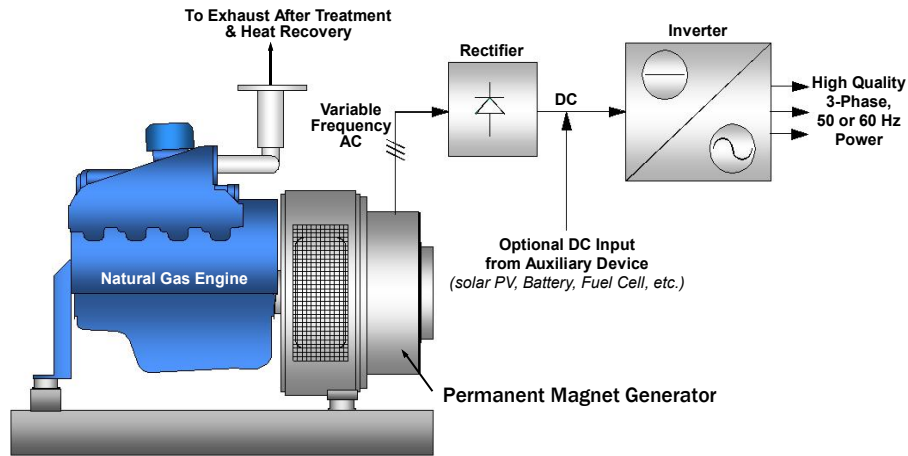 To Exhaust After Treatment
& Heat Recovery
Rectifier
Inverter
Variable
Frequency
AC
DC
High Quality
3-Phase,
50 or 60 Hz
Power
Natural Gas Engine
Optional DC Input
from Auxiliary Device
(solar PV, Battery, Fuel Cell, etc.)
Permanent Magnet Generator